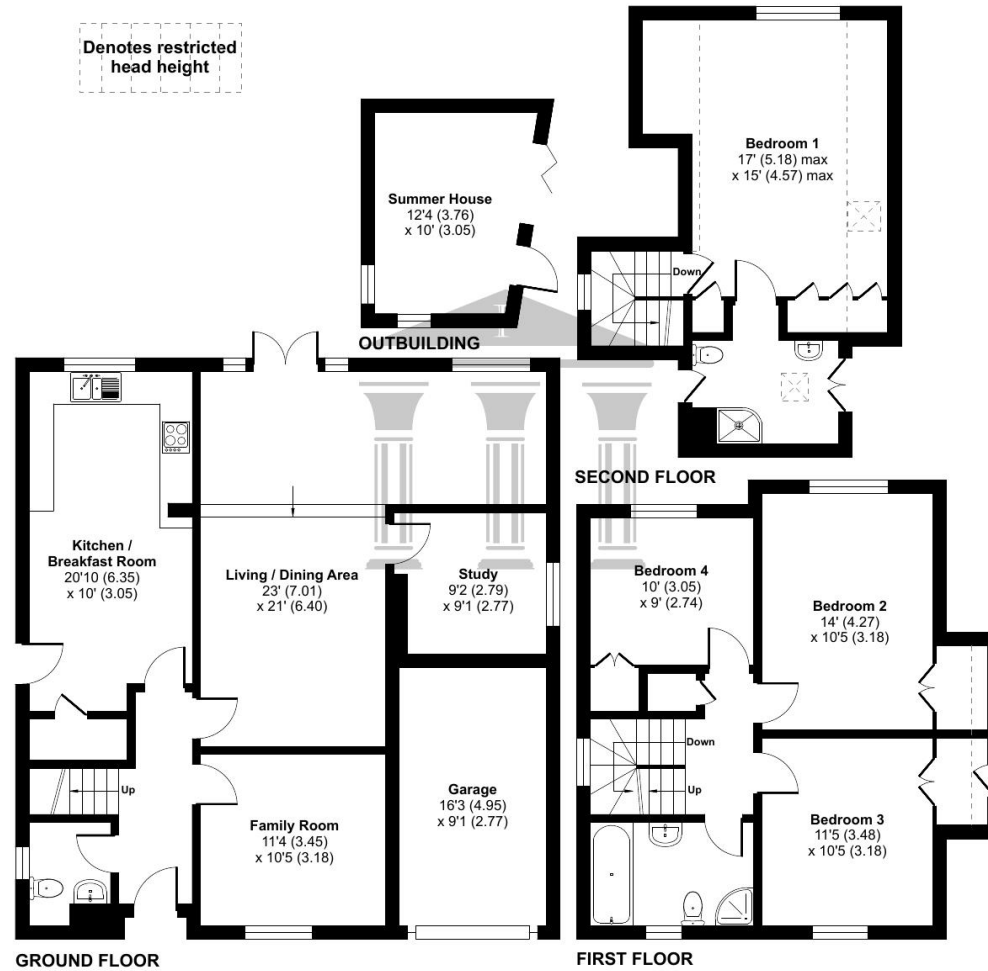 Denotes restricted
head height
Summer House
12'4 (3.76)
x 10' (3.05)
OUTBUILDING
Bedroom 1
17' (5.18) max
x 15' (4.57) max
Down
SECOND FLOOR
Kitchen /
Breakfast Room
20'10 (6.35)
x 10' (3.05)
Living / Dining Area
23' (7.01)
x 21' (6.40)
Study
9'2 (2.79)
x 9'1 (2.77)
Up
Family Room
11'4 (3.45)
x 10'5 (3.18)
Garage
16'3 (4.95)
x 9'1 (2.77)
GROUND FLOOR
Bedroom 4
10' (3.05)
x 9' (2.74)
Bedroom 2
14' (4.27)
x 10'5 (3.18)
Down
Up
Bedroom 3
11'5 (3.48)
x 10'5 (3.18)
FIRST FLOOR